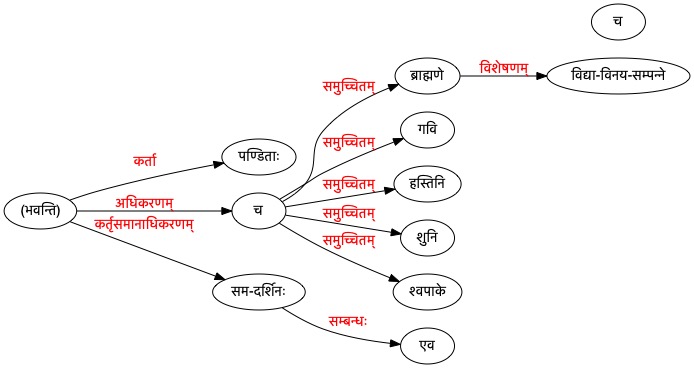 च
ब्राह्मणे
विशेषणम्
विद्या-विनय-सम्पन्ने
समुच्चितम्
गवि
समुच्चितम्
पण्डिताः
कर्ता
हस्तिनि
समुच्चितम्
(भवन्ति)
अधिकरणम्
च
समुच्चितम्
शुनि
कर्तृसमानाधिकरणम्
समुच्चितम्
सम-दर्शिनः
श्वपाके
सम्बन्धः
एव